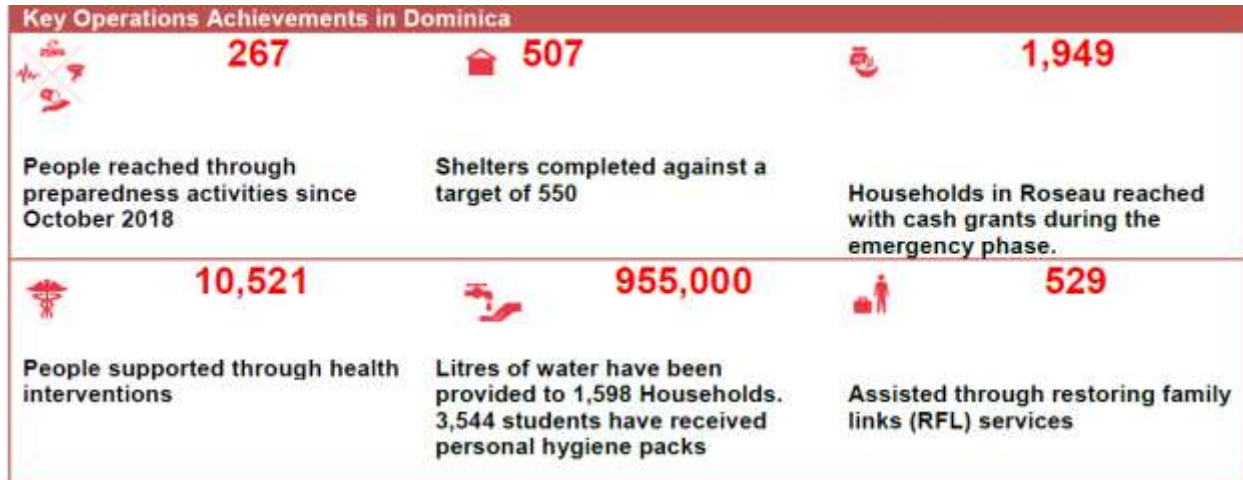 Key Operations Achievements in Dominica
267
People reached through
preparedness activities since
October 2018
507
Shelters completed against a
target of 550
1,949
Households in Roseau reached
with cash grants during the
emergency phase.
10,521
People supported through health
interventions
955,000
Litres of water have been
provided to 1,598 Households.
3,544 students have received
personal hygiene packs
529
Assisted through restoring family
links (RFL) services